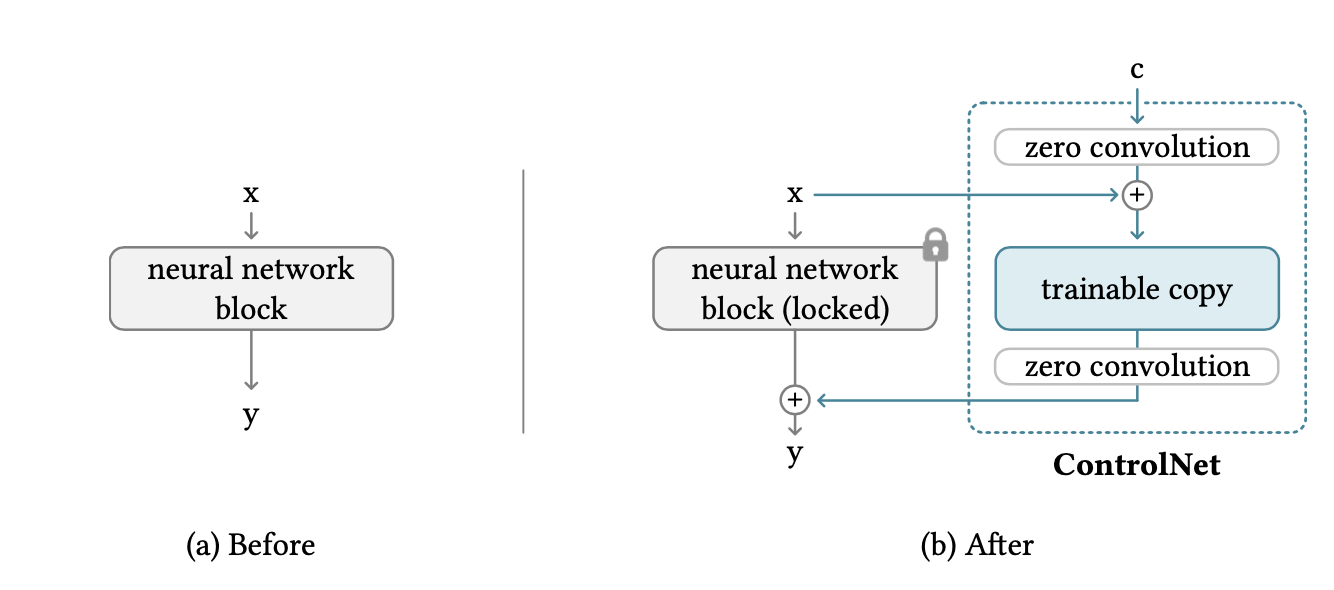 x
neural network
block
y
(a) Before
c
zero convolution
x
+
neural network
block (locked)
trainable copy
zero convolution
+
y
ControlNet
(b) After